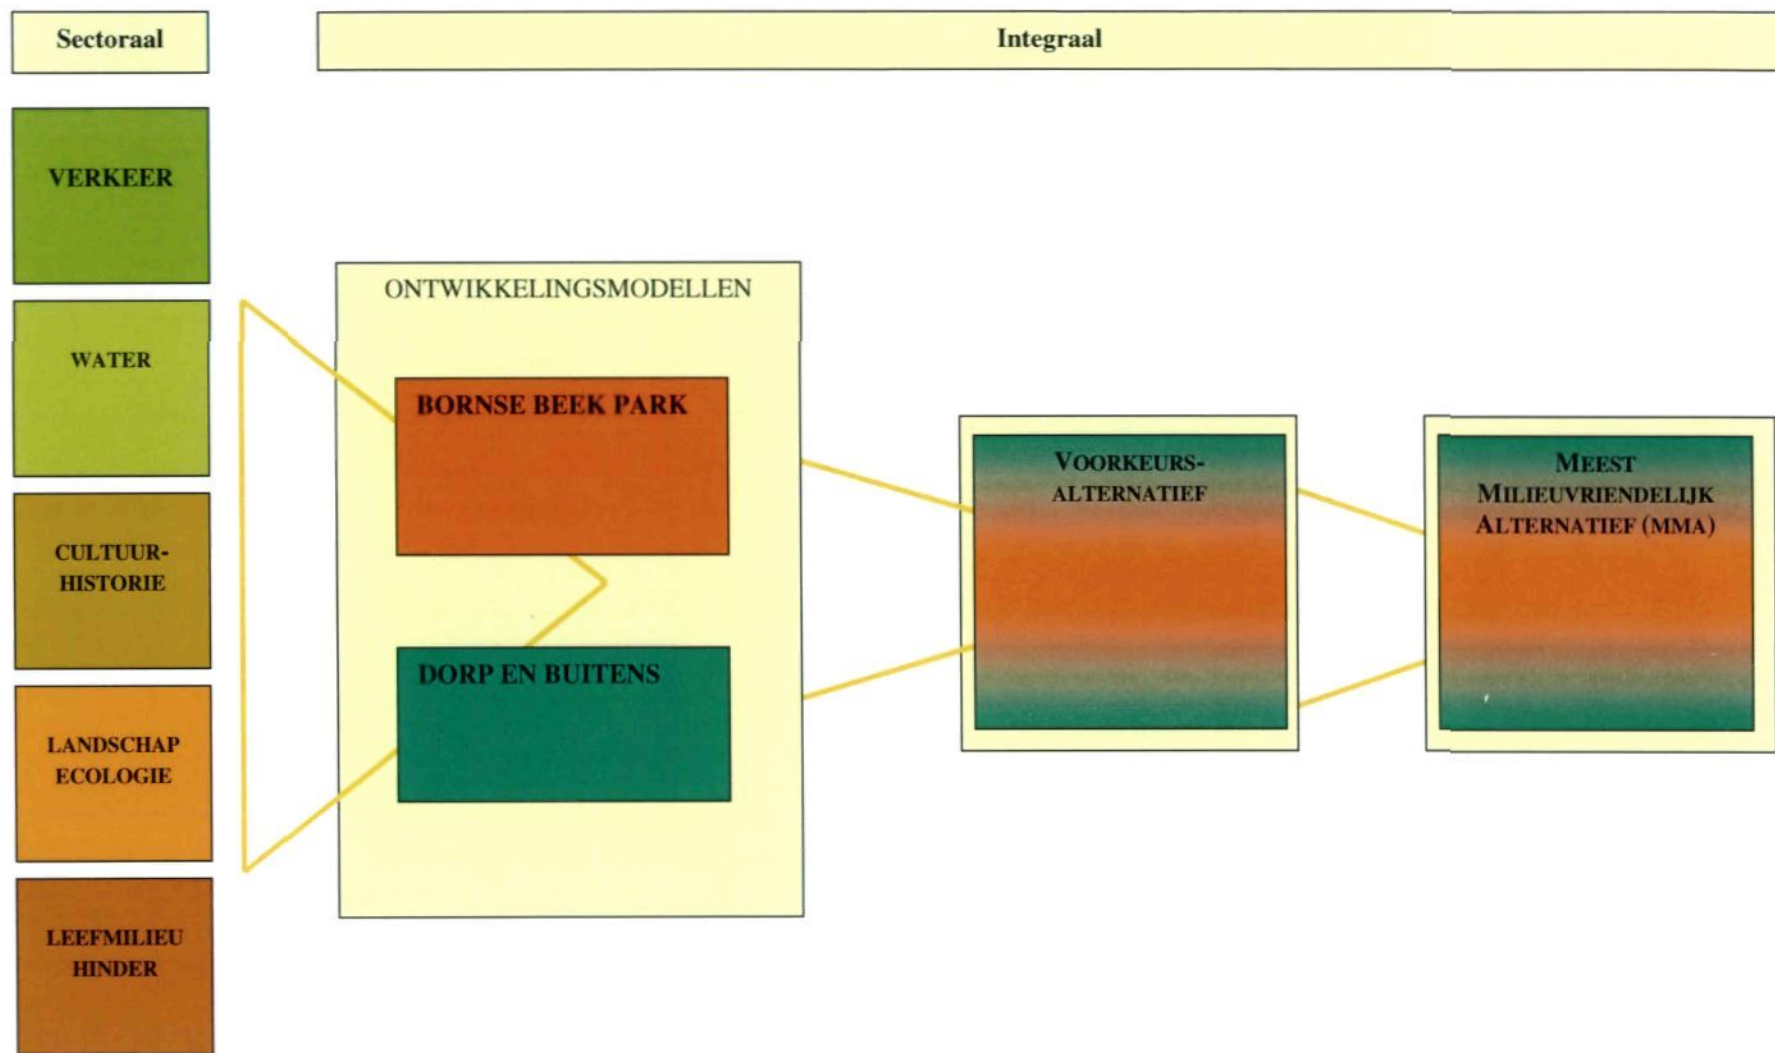 Sectoraal
Integraal
VERKEER
WATER
CULTUUR-
HISTORIE
LANDSCHAP
ECOLOGIE
LEEFMILIEU
HINDER
ONTWIKKELINGSMODELLEN
BORNSE BEEK PARK
DORP EN BUITENS
VOORKEURS-
ALTERNATIEF
MEEST
MILIEUVRIENDELIJK
ALTERNATIEF (MMA)